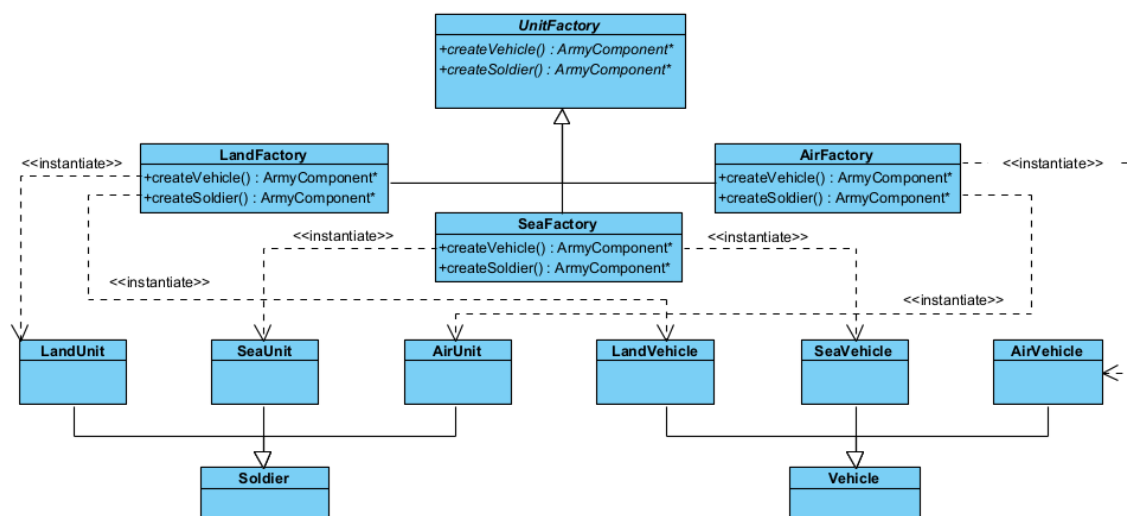 UnitFactory
+createVehicle() : ArmyComponent*
+createSoldier() : ArmyComponent*
<<instantiate>>
LandFactory
+createVehicle() : ArmyComponent*
+createSoldier() : ArmyComponent*
AirFactory
+createVehicle() : ArmyComponent*
+createSoldier() : ArmyComponent*
<<instantiate>>
<<instantiate>>
SeaFactory
+createVehicle() : ArmyComponent*
+createSoldier() : ArmyComponent*
<<instantiate>>
<<instantiate>>
<<instantiate>>
LandUnit
SeaUnit
AirUnit
LandVehicle
SeaVehicle
AirVehicle
Soldier
Vehicle